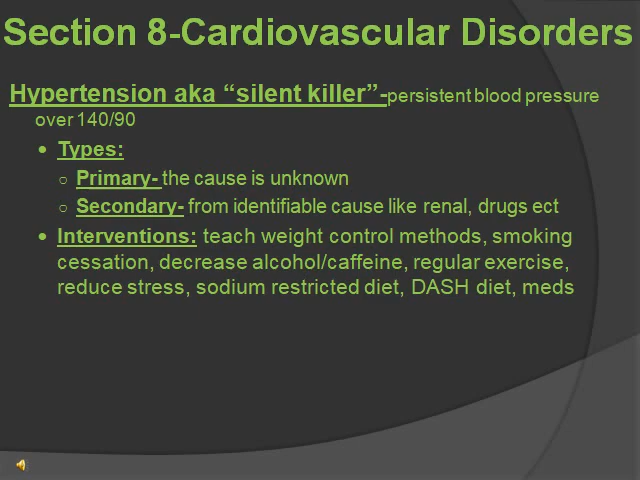 Section 8-Cardiovascular Disorders
Hypertension aka “silent killer”-persistent blood pressure
over 140/90
• Types:
○ Primary- the cause is unknown
○ Secondary- from identifiable cause like renal, drugs ect
• Interventions: teach weight control methods, smoking
cessation, decrease alcohol/caffeine, regular exercise,
reduce stress, sodium restricted diet, DASH diet, meds